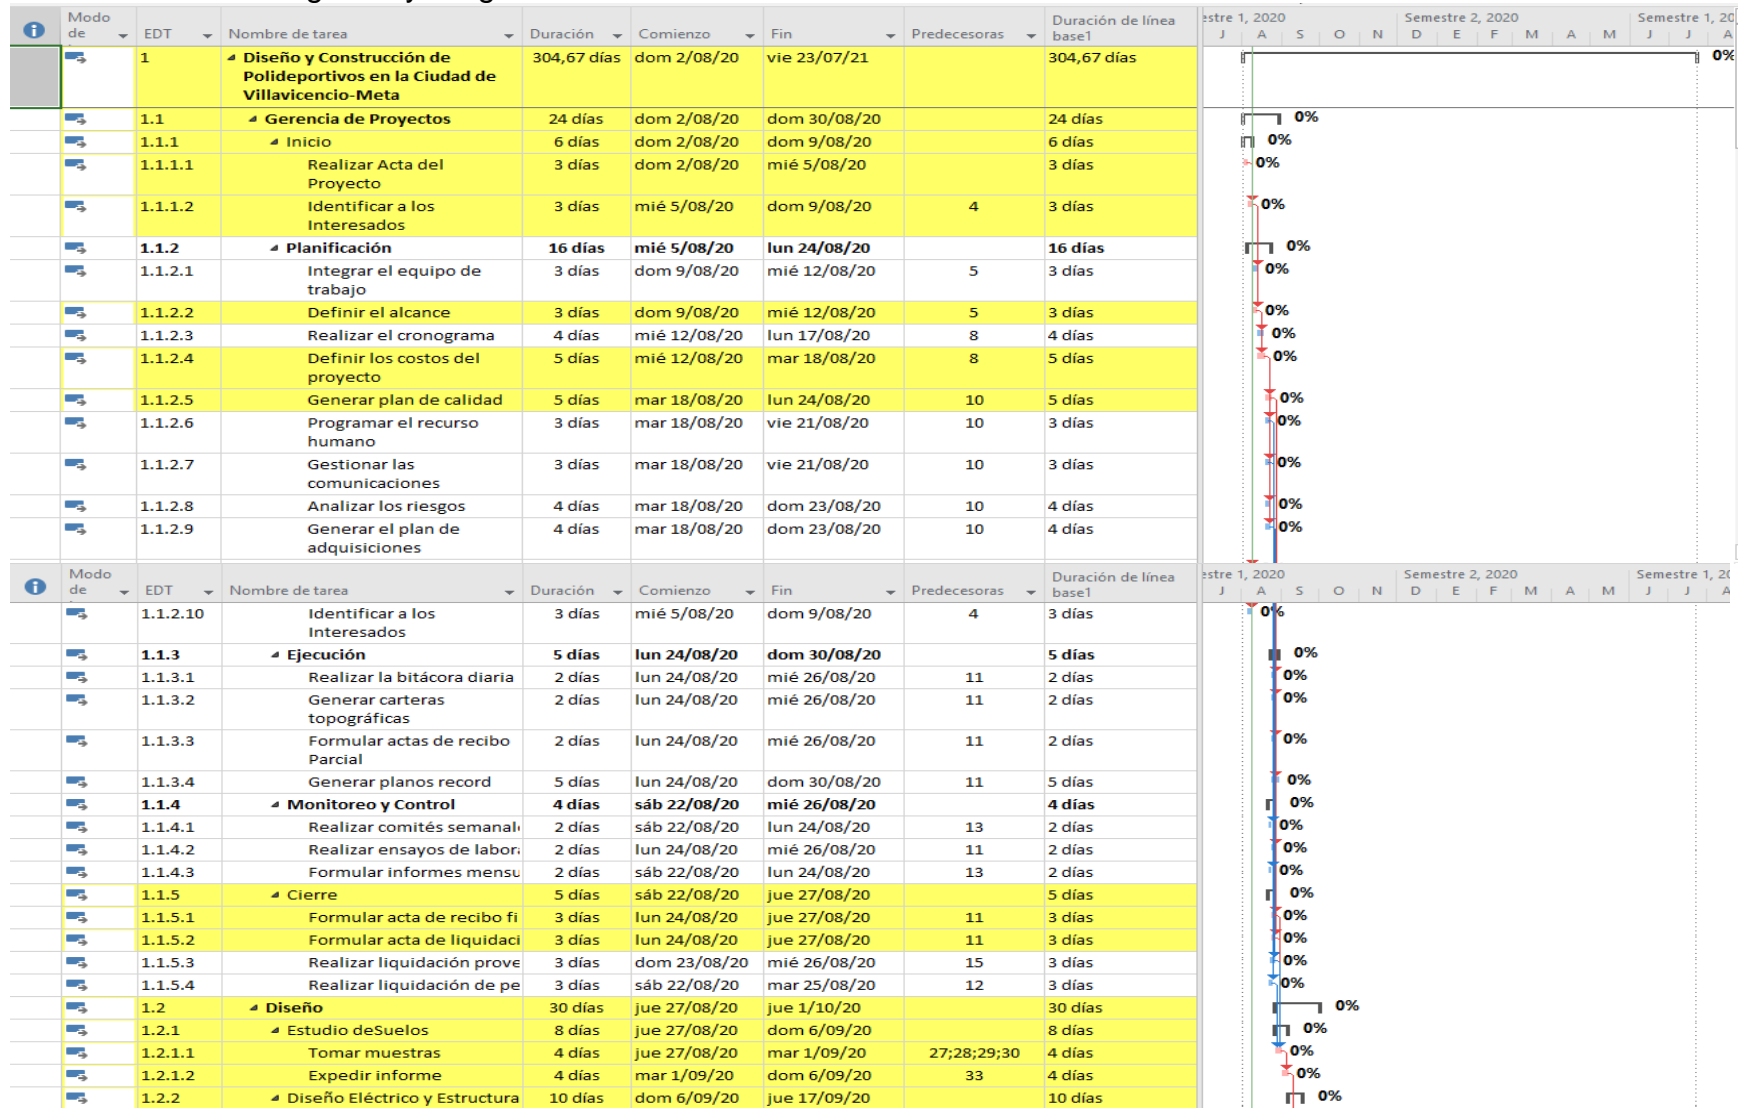 Modo de
EDT
Nombre de tarea
Duración
Comienzo
Fin
Predecesoras
Duración de línea base1
estre 1, 2020
Semestre 2, 2020
Semestre 1, 20
J A S O N D E F M A M J J A
1 Diseño y Construcción de Polideportivos en la Ciudad de Villavicencio-Meta 304,67 días dom 2/08/20 vie 23/07/21 304,67 días 0%
1.1 Gerencia de Proyectos 24 días dom 2/08/20 dom 30/08/20 24 días 0%
1.1.1 Inicio 6 días dom 2/08/20 dom 9/08/20 6 días 0%
1.1.1.1 Realizar Acta del Proyecto 3 días dom 2/08/20 mié 5/08/20 3 días 0%
1.1.1.2 Identificar a los Interesados 3 días mié 5/08/20 dom 9/08/20 4 3 días 0%
1.1.2 Planificación 16 días mié 5/08/20 lun 24/08/20 16 días 0%
1.1.2.1 Integrar el equipo de trabajo 3 días dom 9/08/20 mié 12/08/20 5 3 días 0%
1.1.2.2 Definir el alcance 3 días dom 9/08/20 mié 12/08/20 5 3 días 0%
1.1.2.3 Realizar el cronograma 4 días mié 12/08/20 lun 17/08/20 8 4 días 0%
1.1.2.4 Definir los costos del proyecto 5 días mié 12/08/20 mar 18/08/20 8 5 días 0%
1.1.2.5 Generar plan de calidad 5 días mar 18/08/20 lun 24/08/20 10 5 días 0%
1.1.2.6 Programar el recurso humano 3 días mar 18/08/20 vie 21/08/20 10 3 días 0%
1.1.2.7 Gestionar las comunicaciones 3 días mar 18/08/20 vie 21/08/20 10 3 días 0%
1.1.2.8 Analizar los riesgos 4 días mar 18/08/20 dom 23/08/20 10 4 días 0%
1.1.2.9 Generar el plan de adquisiciones 4 días mar 18/08/20 dom 23/08/20 10 4 días 0%
Modo de
EDT
Nombre de tarea
Duración
Comienzo
Fin
Predecesoras
Duración de línea base1
estre 1, 2020
Semestre 2, 2020
Semestre 1, 20
J A S O N D E F M A M J J A
1.1.2.10 Identificar a los Interesados 3 días mié 5/08/20 dom 9/08/20 4 3 días 0%
1.1.3 Ejecución 5 días lun 24/08/20 dom 30/08/20 5 días 0%
1.1.3.1 Realizar la bitácora diaria 2 días lun 24/08/20 mié 26/08/20 11 2 días 0%
1.1.3.2 Generar carteras topográficas 2 días lun 24/08/20 mié 26/08/20 11 2 días 0%
1.1.3.3 Formular actas de recibo Parcial 2 días lun 24/08/20 mié 26/08/20 11 2 días 0%
1.1.3.4 Generar planos record 5 días lun 24/08/20 dom 30/08/20 11 5 días 0%
1.1.4 Monitoreo y Control 4 días sáb 22/08/20 mié 26/08/20 4 días 0%
1.1.4.1 Realizar comités semanal 2 días sáb 22/08/20 lun 24/08/20 13 2 días 0%
1.1.4.2 Realizar ensayos de labor 2 días lun 24/08/20 mié 26/08/20 11 2 días 0%
1.1.4.3 Formular informes mensu 2 días sáb 22/08/20 lun 24/08/20 13 2 días 0%
1.1.5 Cierre 5 días sáb 22/08/20 jue 27/08/20 5 días 0%
1.1.5.1 Formular acta de recibo fi 3 días lun 24/08/20 jue 27/08/20 11 3 días 0%
1.1.5.2 Formular acta de liquidaci 3 días lun 24/08/20 jue 27/08/20 11 3 días 0%
1.1.5.3 Realizar liquidación prove 3 días dom 23/08/20 mié 26/08/20 15 3 días 0%
1.1.5.4 Realizar liquidación de pe 3 días sáb 22/08/20 mar 25/08/20 12 3 días 0%
1.2 Diseño 30 días jue 27/08/20 jue 1/10/20 30 días 0%
1.2.1 Estudio deSuelos 8 días jue 27/08/20 dom 6/09/20 8 días 0%
1.2.1.1 Tomar muestras 4 días jue 27/08/20 mar 1/09/20 27;28;29;30 4 días 0%
1.2.1.2 Expedir informe 4 días mar 1/09/20 dom 6/09/20 33 4 días 0%
1.2.2 Diseño Eléctrico y Estructura 10 días dom 6/09/20 jue 17/09/20 10 días 0%